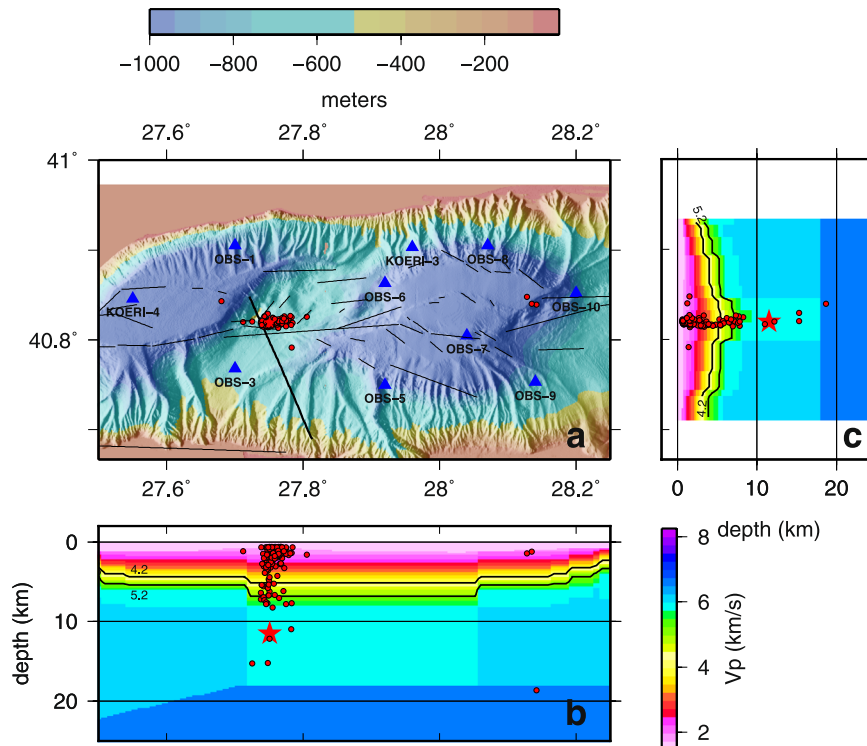 −1000 −800 −600 −400 −200
meters
27.6° 27.8° 28° 28.2°
41°
40.8°
OBS−1
KOERI−3
OBS−8
OBS−6
OBS−10
KOERI−4
OBS−7
OBS−3
OBS−5
OBS−9
a
27.6° 27.8° 28° 28.2°
5.2
4.2
c
0 10 20
depth (km)
0
10
20
depth (km)
4.2
5.2
b
8
6
4
2
Vp (km/s)